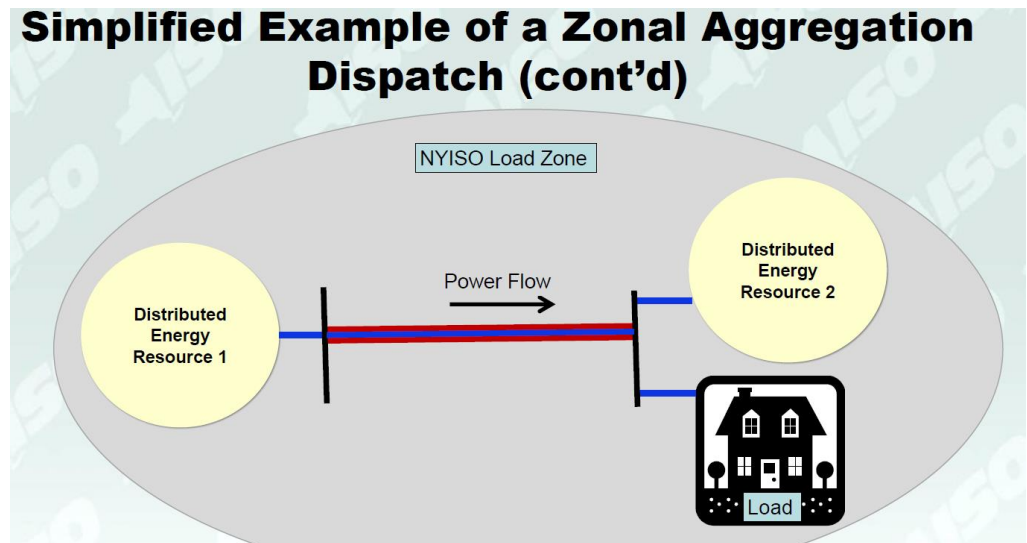 Simplified Example of a Zonal Aggregation
Dispatch (cont’d)
NYISO Load Zone
Distributed
Energy
Resource 1
Power Flow
Distributed
Energy
Resource 2
Load